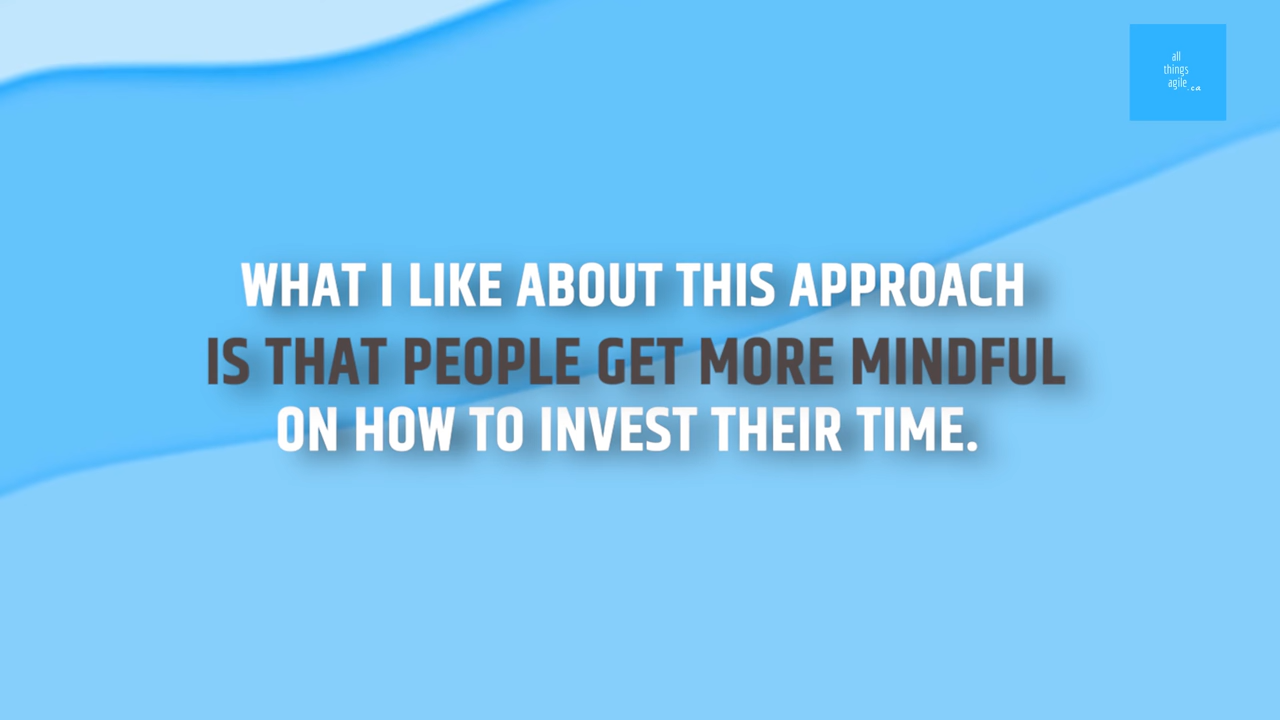 all
things
agile.ca
WHAT I LIKE ABOUT THIS APPROACH
IS THAT PEOPLE GET MORE MINDFUL
ON HOW TO INVEST THEIR TIME.